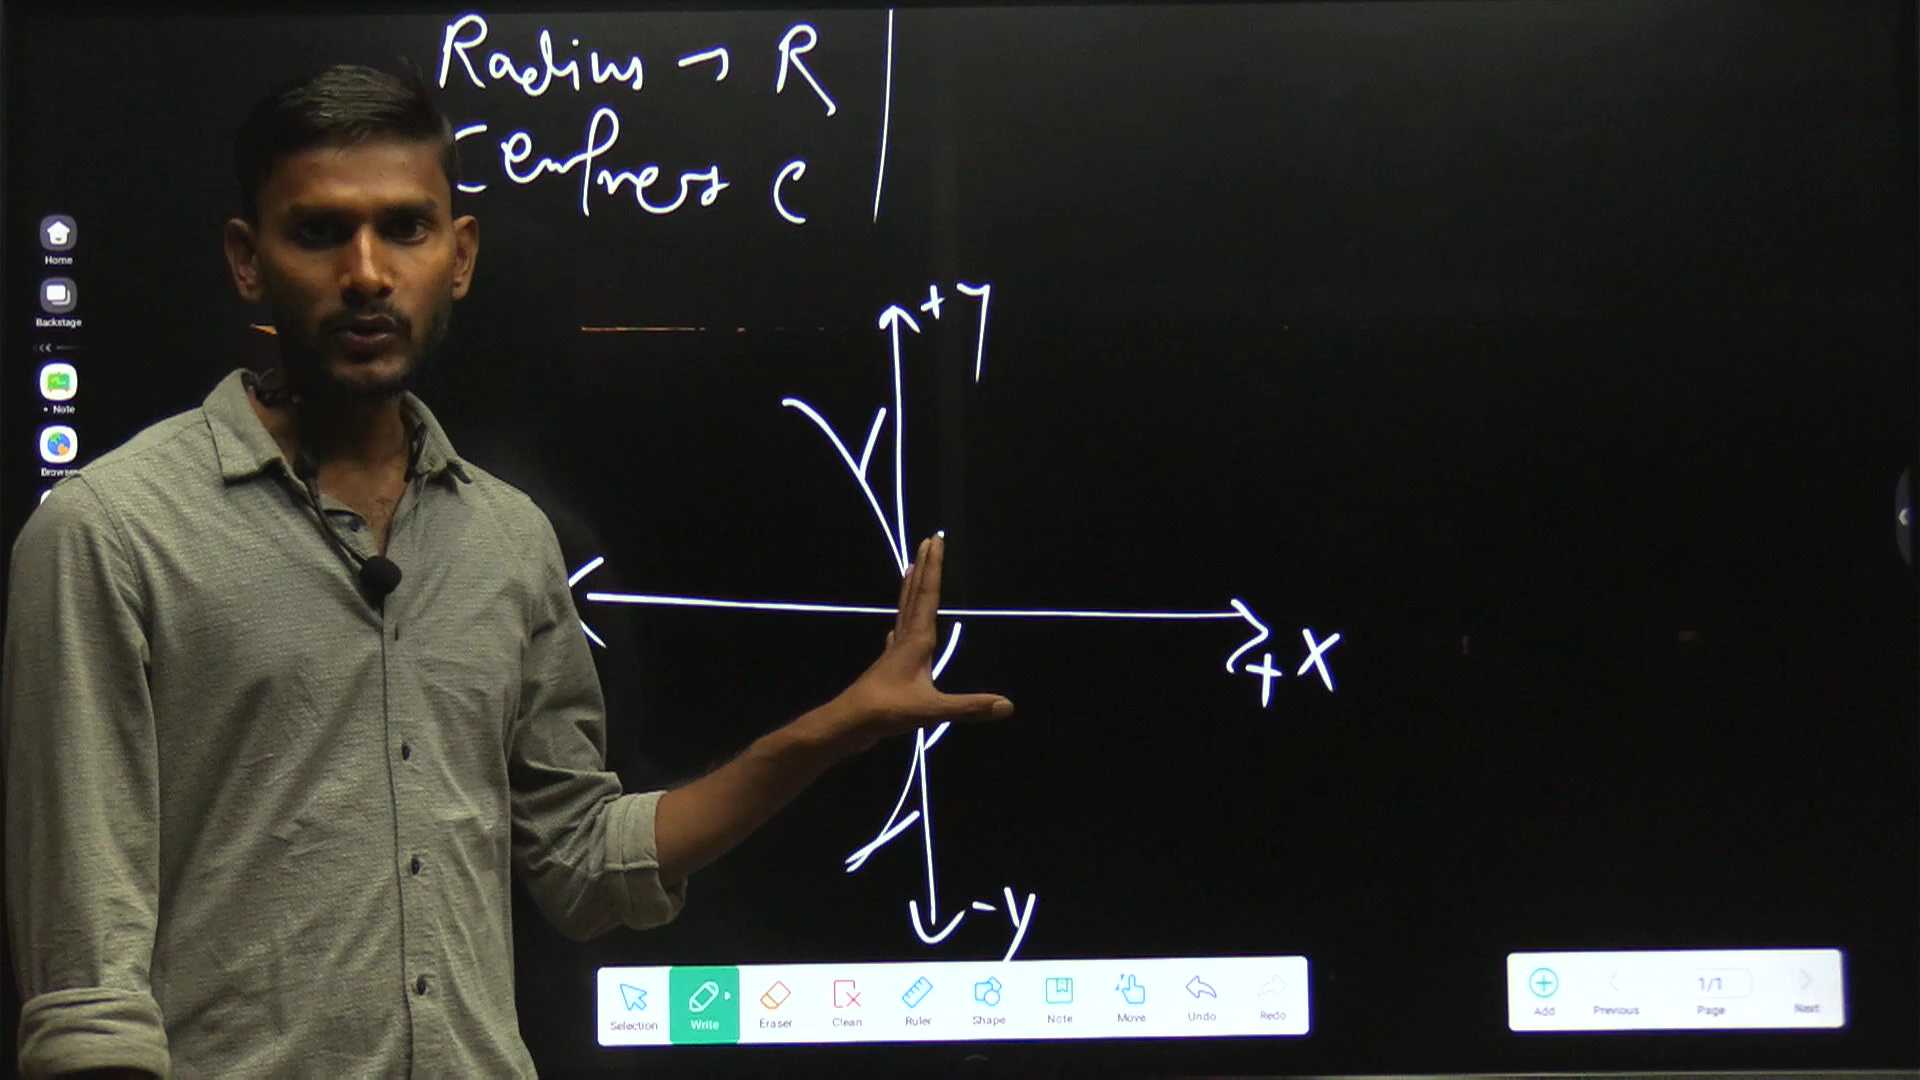 Radius → R
C
+ y
+ X
- y
Home
Backstage
Note
Selection
Write
Eraser
Clean
Ruler
Shape
Note
Move
Undo
Redo
Add
Previous
1/1
Page
Next